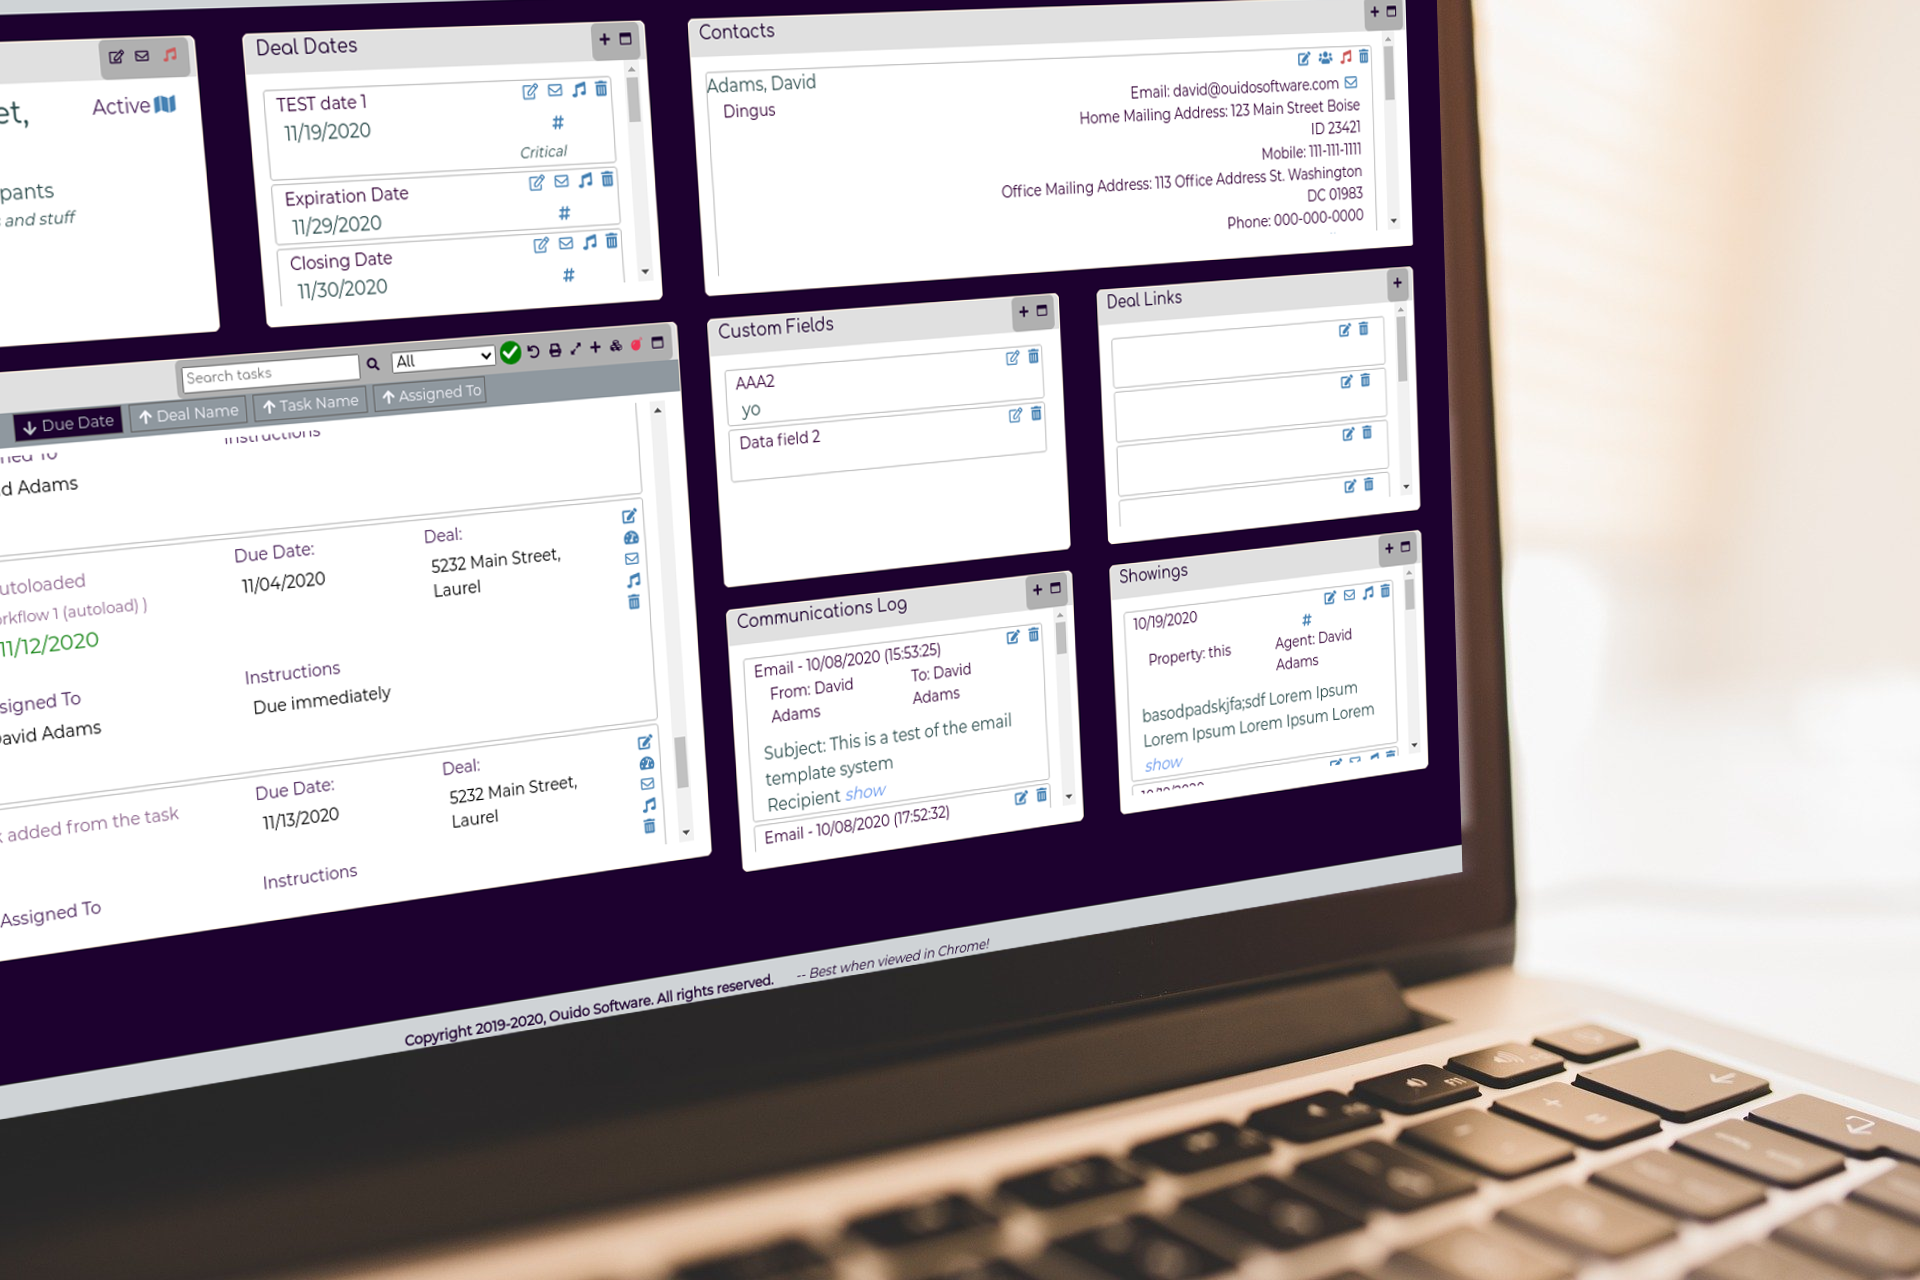 et,
Active
pants
and stuff
Deal Dates
TEST date 1
11/19/2020
#
Critical
Expiration Date
11/29/2020
#
Closing Date
11/30/2020
#
Contacts
Adams, David
Dingus
Email: david@ouidosoftware.com
Home Mailing Address: 123 Main Street Boise
ID 23421
Mobile: 111-111-1111
Office Mailing Address: 113 Office Address St. Washington
DC 01983
Phone: 000-000-0000
Search tasks
All
Due Date
Deal Name
Task Name
Assigned To
Instructions
ned To
d Adams
utoloaded
orkflow 1 (autoload) )
11/12/2020
Due Date:
11/04/2020
Deal:
5232 Main Street,
Laurel
signed To
David Adams
Instructions
Due immediately
added from the task
Due Date:
11/13/2020
Deal:
5232 Main Street,
Laurel
Assigned To
Instructions
Custom Fields
AAA2
yo
Data field 2
Deal Links
Communications Log
Email - 10/08/2020 (15:53:25)
From: David
Adams
To: David
Adams
Subject: This is a test of the email
template system
Recipient show
Email - 10/08/2020 (17:52:32)
Showings
10/19/2020
#
Property: this
Agent: David
Adams
basodpadskjfa;sdf Lorem Ipsum
Lorem Ipsum Lorem Ipsum Lorem
show
Copyright 2019-2020, Ouido Software. All rights reserved. -- Best when viewed in Chrome!